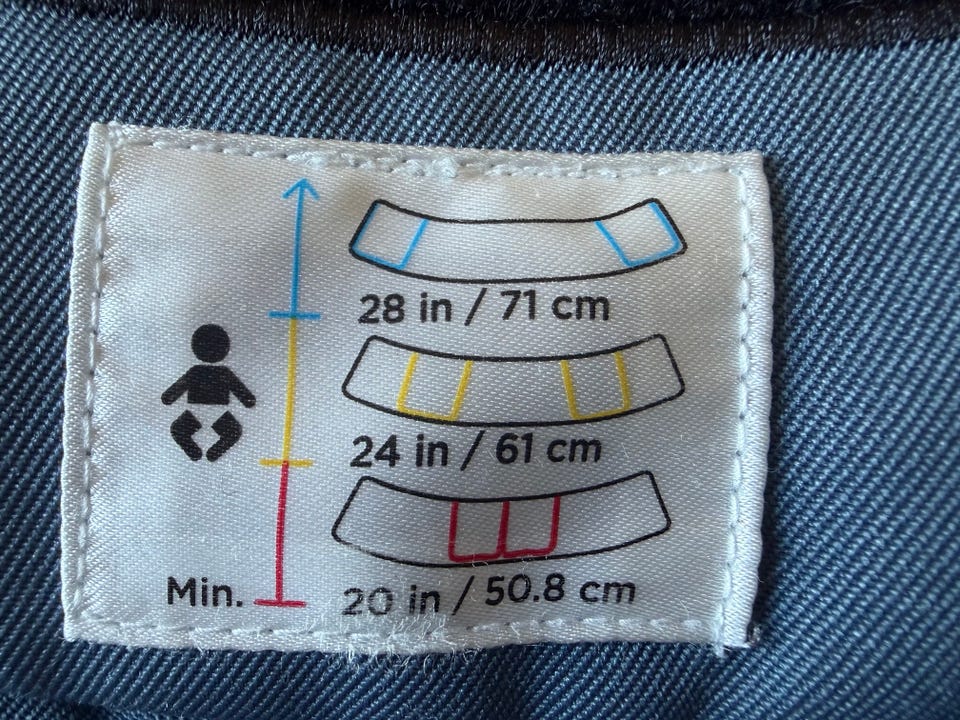 28 in / 71 cm
24 in / 61 cm
Min.
20 in / 50.8 cm